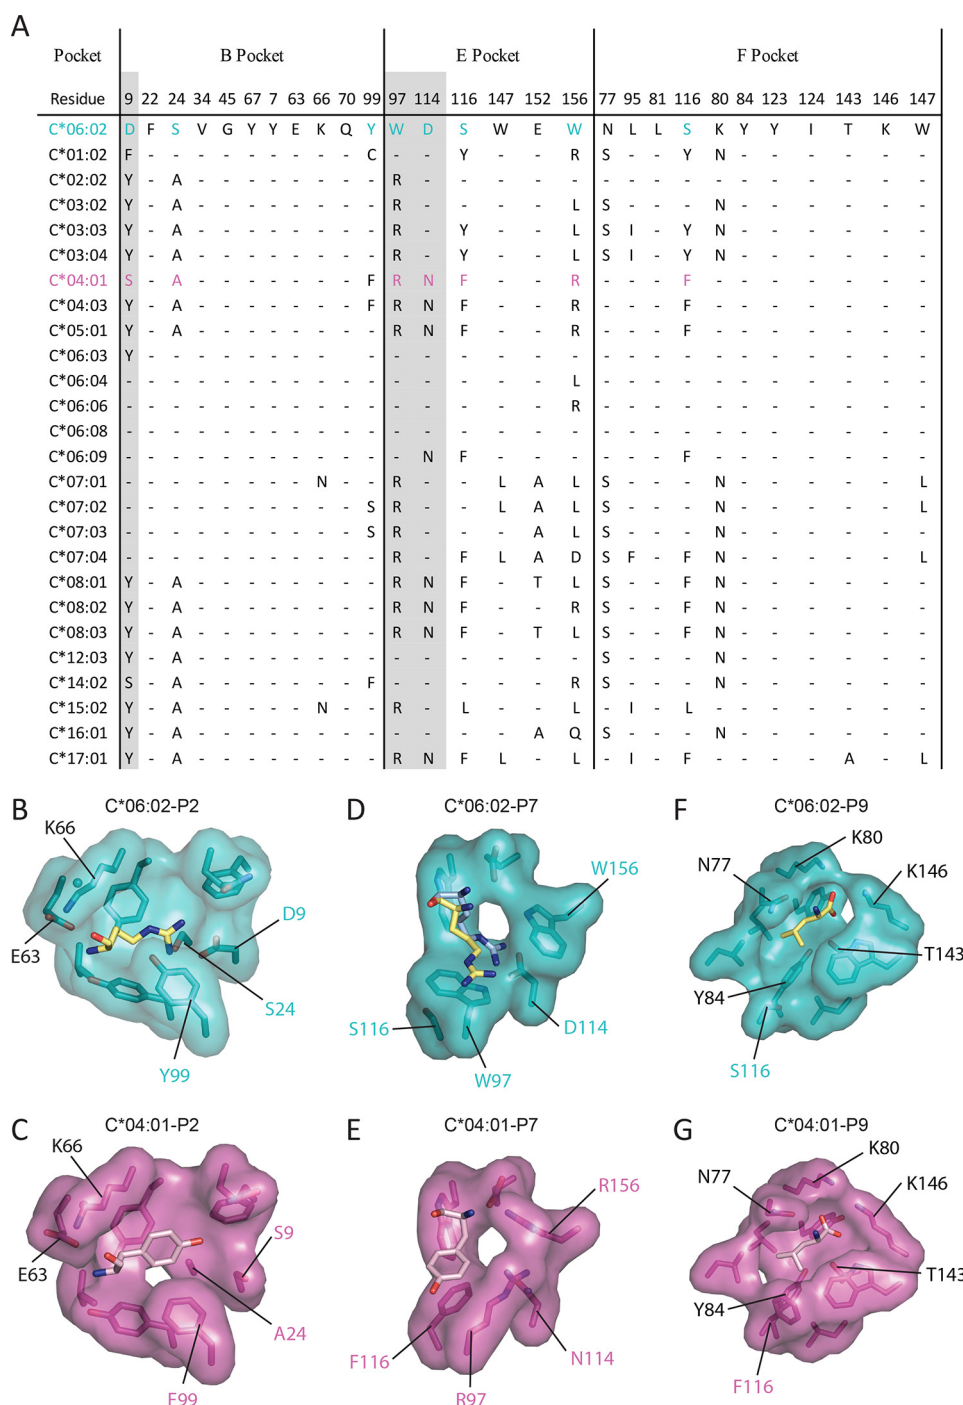 A
Pocket B Pocket E Pocket F Pocket
Residue 9 22 24 34 45 67 7 63 66 70 99 97 114 116 147 152 156 77 95 81 116 80 84 123 124 143 146 147
C*06:02 D F S V G Y Y E K Q Y W D S W E W N L L S K Y Y I T K W
C*01:02 F - - - - - - - - - C - - Y - - R S - - Y N - - - - - -
C*02:02 Y - A - - - - - - - - R - - - - - - - - - - - - - - - -
C*03:02 Y - A - - - - - - - - R - - - - L S - - - N - - - - - -
C*03:03 Y - A - - - - - - - - R - Y - - L S I - Y N - - - - - -
C*03:04 Y - A - - - - - - - - R - Y - - L S I - Y N - - - - - -
C*04:01 S - A - - - - - - - F R N F - - R - - - F - - - - - - -
C*04:03 Y - A - - - - - - - F R N F - - R - - - F - - - - - - -
C*05:01 Y - A - - - - - - - - R N F - - R - - - F - - - - - - -
C*06:03 Y - - - - - - - - - - - - - - - - - - - - - - - - - - -
C*06:04 - - - - - - - - - - - - - - - - L - - - - - - - - - - -
C*06:06 - - - - - - - - - - - - - - - - R - - - - - - - - - - -
C*06:08 - - - - - - - - - - - - - - - - - - - - - - - - - - - -
C*06:09 - - - - - - - - - - - - N F - - - - - - F - - - - - - -
C*07:01 - - - - - - - - N - - R - - L A L S - - - N - - - - - L
C*07:02 - - - - - - - - - - S R - - L A L S - - - N - - - - - L
C*07:03 - - - - - - - - - - S R - - - A L S - - - N - - - - - -
C*07:04 - - - - - - - - - - - R - F L A D S F - F N - - - - - L
C*08:01 Y - A - - - - - - - - R N F - T L S - - F N - - - - - -
C*08:02 Y - A - - - - - - - - R N F - - R S - - F N - - - - - -
C*08:03 Y - A - - - - - - - - R N F - T L S - - F N - - - - - -
C*12:03 Y - A - - - - - - - - - - - - - - S - - - N - - - - - -
C*14:02 S - A - - - - - - - F - - - - - R S - - - N - - - - - -
C*15:02 Y - A - - - - - N - - R - L - - L - I - L - - - - - - -
C*16:01 Y - A - - - - - - - - - - - - A Q S - - - N - - - - - -
C*17:01 Y - A - - - - - - - - R N F L - L - I - F - - - - A - L
B C*06:02-P2
K66
D9
E63
S24
Y99
D C*06:02-P7
W156
S116
D114
W97
F C*06:02-P9
K80
N77
K146
T143
Y84
S116
C C*04:01-P2
K66
S9
E63
A24
F99
E C*04:01-P7
R156
F116
N114
R97
G C*04:01-P9
K80
N77
K146
T143
Y84
F116